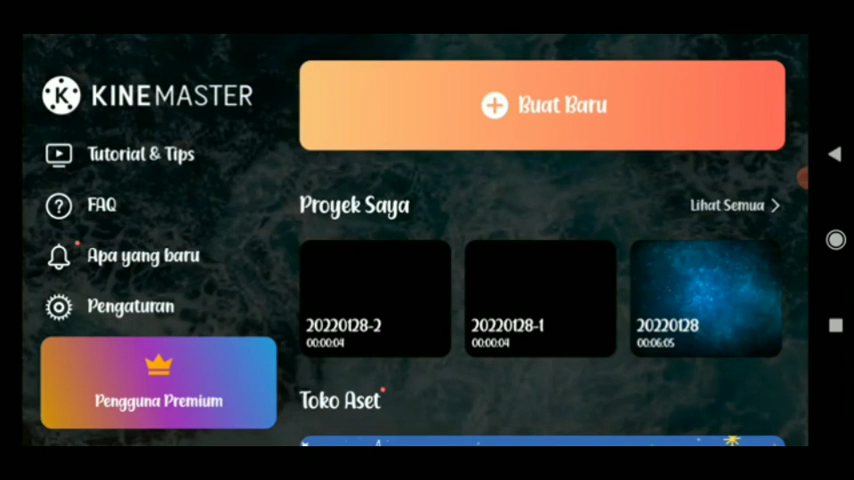 KINEMASTER
Tutorial & Tips
FAQ
Apa yang baru
Pengaturan
Pengguna Premium
Buat Baru
Proyek Saya
Lihat Semua
20220128-2
00:00:04
20220128-1
00:00:04
20220128
00:06:05
Toko Aset